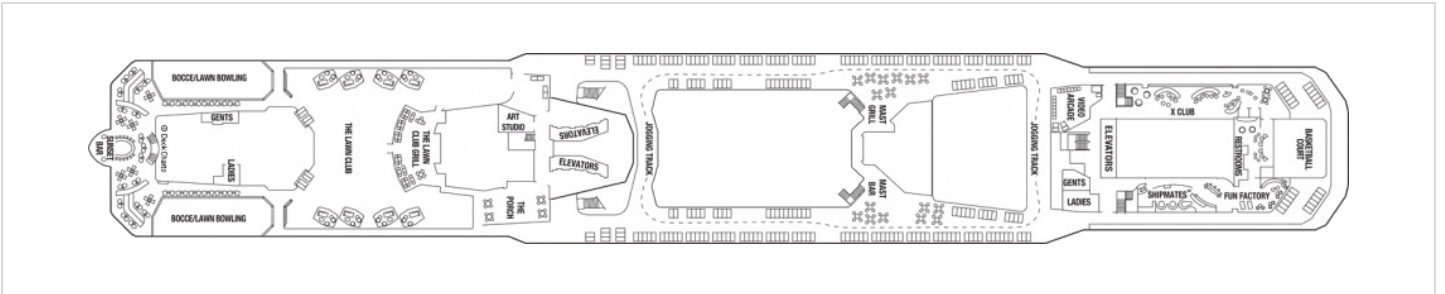 BOCCE/LAWN BOWLING
GENTS
© Deck Charts
SUNSET
BAR
LADIES
BOCCE/LAWN BOWLING
THE LAWN CLUB
THE LAWN
CLUB GRILL
ART
STUDIO
ELEVATORS
ELEVATORS
THE
PORCH
JOGGING TRACK
MAST
GRILL
MAST
BAR
JOGGING TRACK
VIDEO
ARCADE
ELEVATORS
GENTS
LADIES
X CLUB
RESTROOMS
BASKETBALL
COURT
SHIPMATES
FUN FACTORY